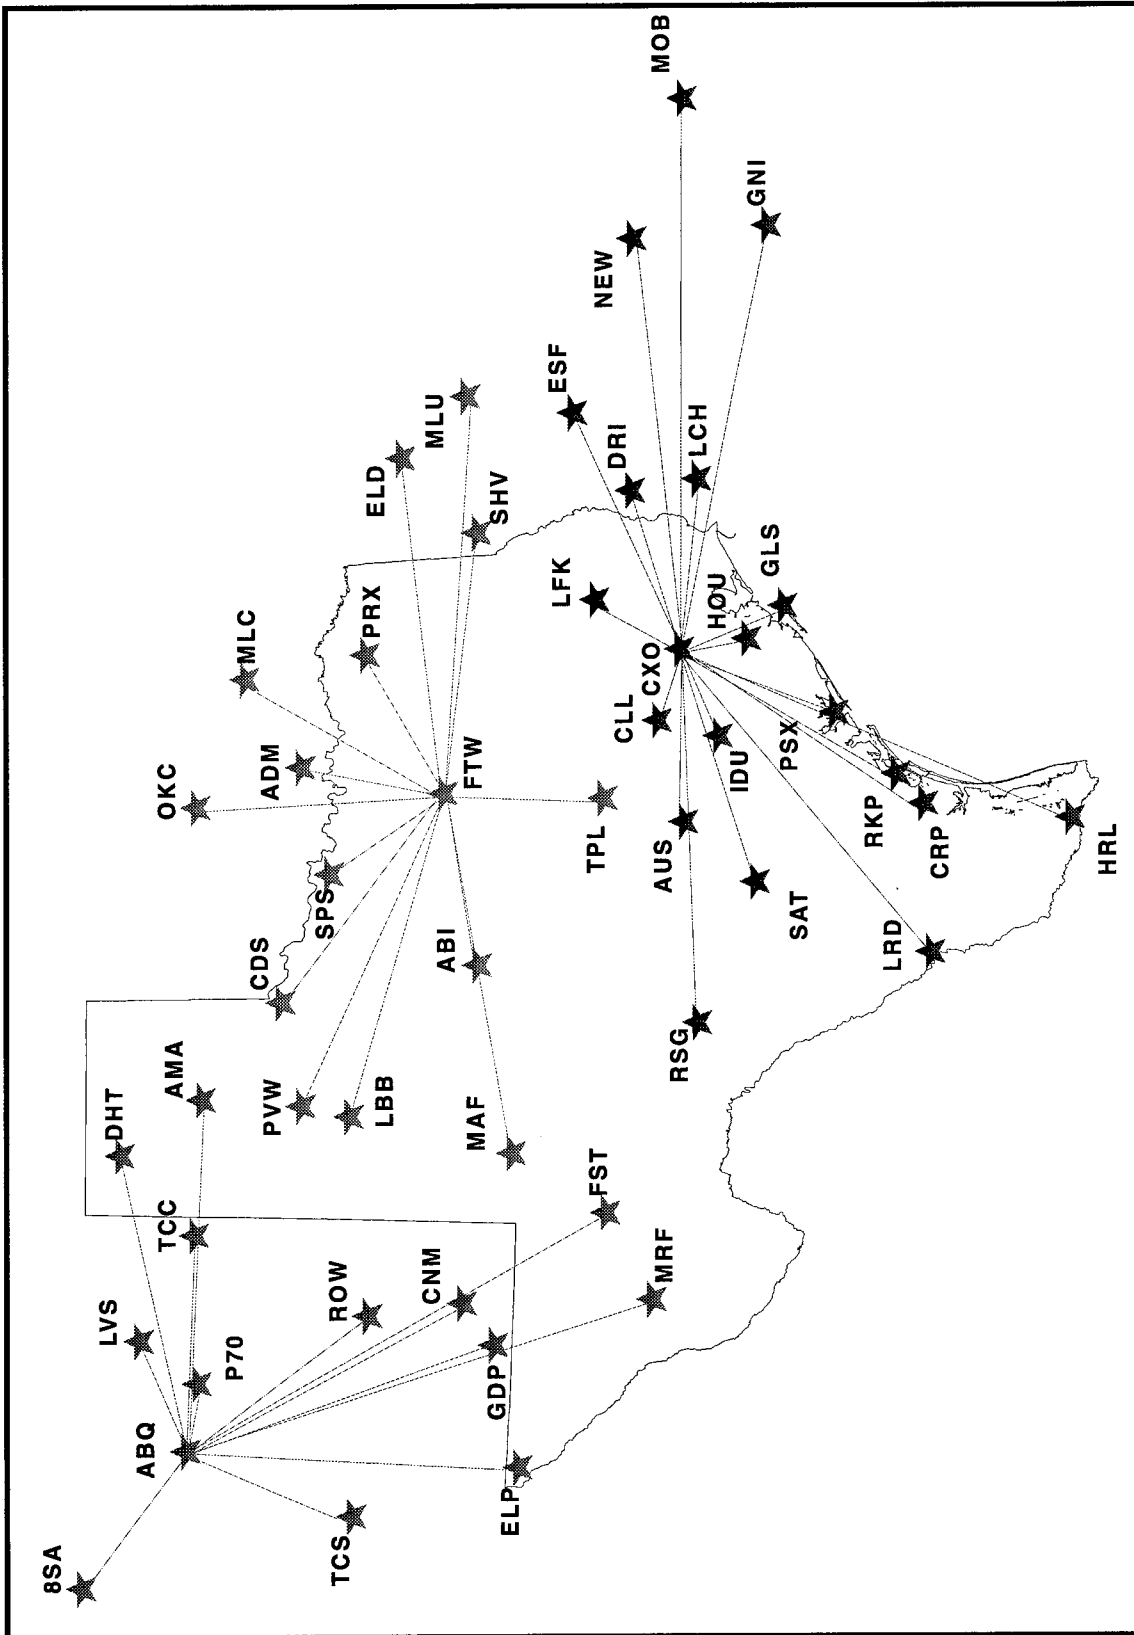 8SA
LVS
DHT
AMA
TCC
P70
ABQ
TCS
ROW
CNM
GDP
ELP
FST
MRF
OKC
MLC
ADM
PRX
SPS
CDS
PVW
LBB
ELD
MLU
SHV
FTW
ABI
MAF
TPL
MOB
NEW
GNI
ESF
DRI
LCH
LFK
HOU
GLS
CXO
CLL
IDU
PSX
AUS
SAT
RSG
RKP
CRP
LRD
HRL